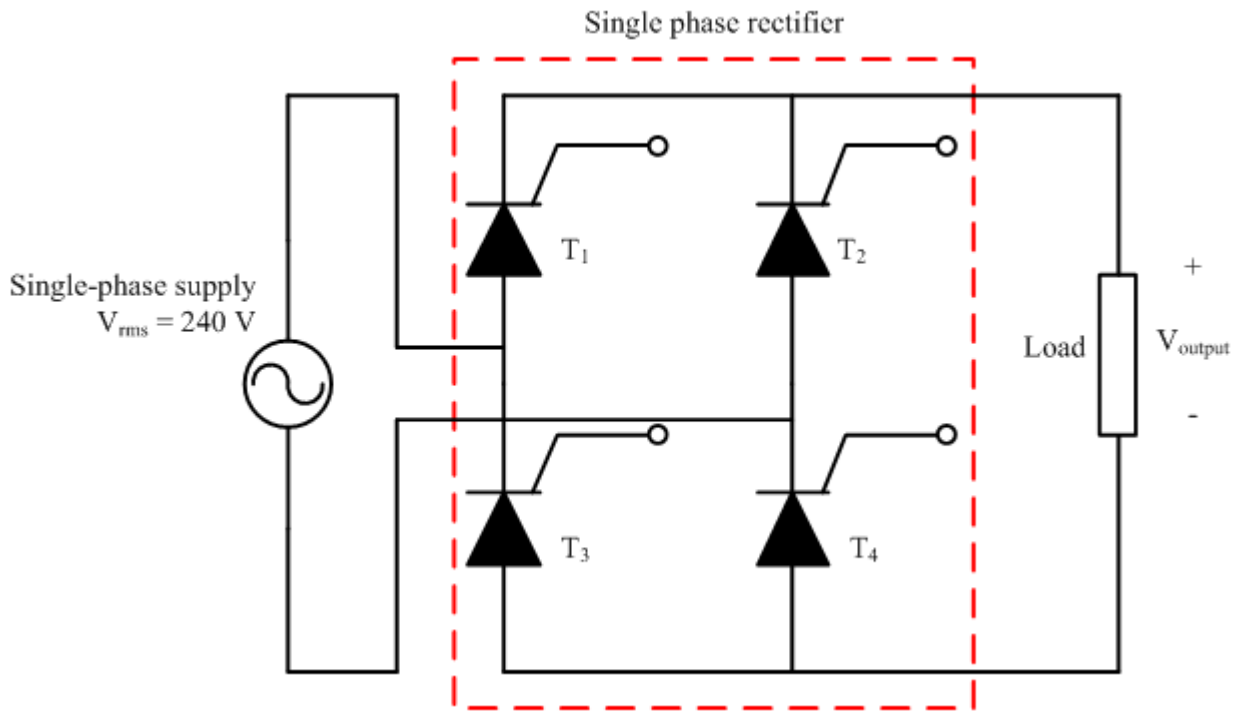 Single phase rectifier
T1
T2
Single-phase supply
Vrms = 240 V
+
Load
Voutput
-
T3
T4